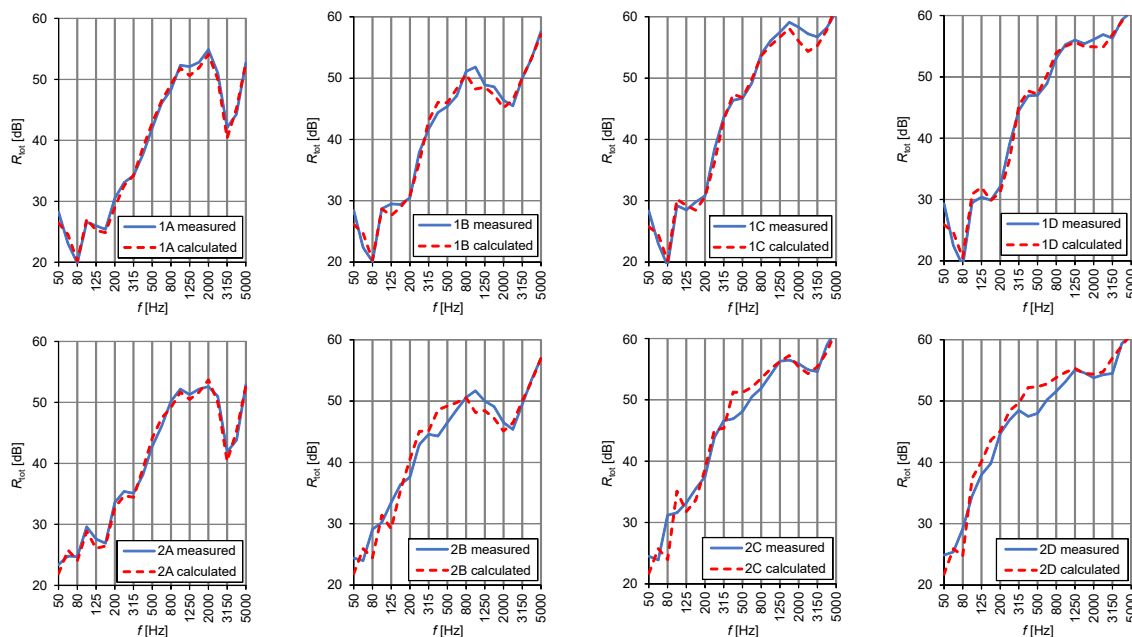 60
50
40
30
20
R_tot [dB]
1A measured
1A calculated
50 80 125 200 315 500 800 1250 2000 3150 5000
f [Hz]
60
50
40
30
20
R_tot [dB]
1B measured
1B calculated
50 80 125 200 315 500 800 1250 2000 3150 5000
f [Hz]
60
50
40
30
20
R_tot [dB]
1C measured
1C calculated
50 80 125 200 315 500 800 1250 2000 3150 5000
f [Hz]
60
50
40
30
20
R_tot [dB]
1D measured
1D calculated
50 80 125 200 315 500 800 1250 2000 3150 5000
f [Hz]
60
50
40
30
20
R_tot [dB]
2A measured
2A calculated
50 80 125 200 315 500 800 1250 2000 3150 5000
f [Hz]
60
50
40
30
20
R_tot [dB]
2B measured
2B calculated
50 80 125 200 315 500 800 1250 2000 3150 5000
f [Hz]
60
50
40
30
20
R_tot [dB]
2C measured
2C calculated
50 80 125 200 315 500 800 1250 2000 3150 5000
f [Hz]
60
50
40
30
20
R_tot [dB]
2D measured
2D calculated
50 80 125 200 315 500 800 1250 2000 3150 5000
f [Hz]